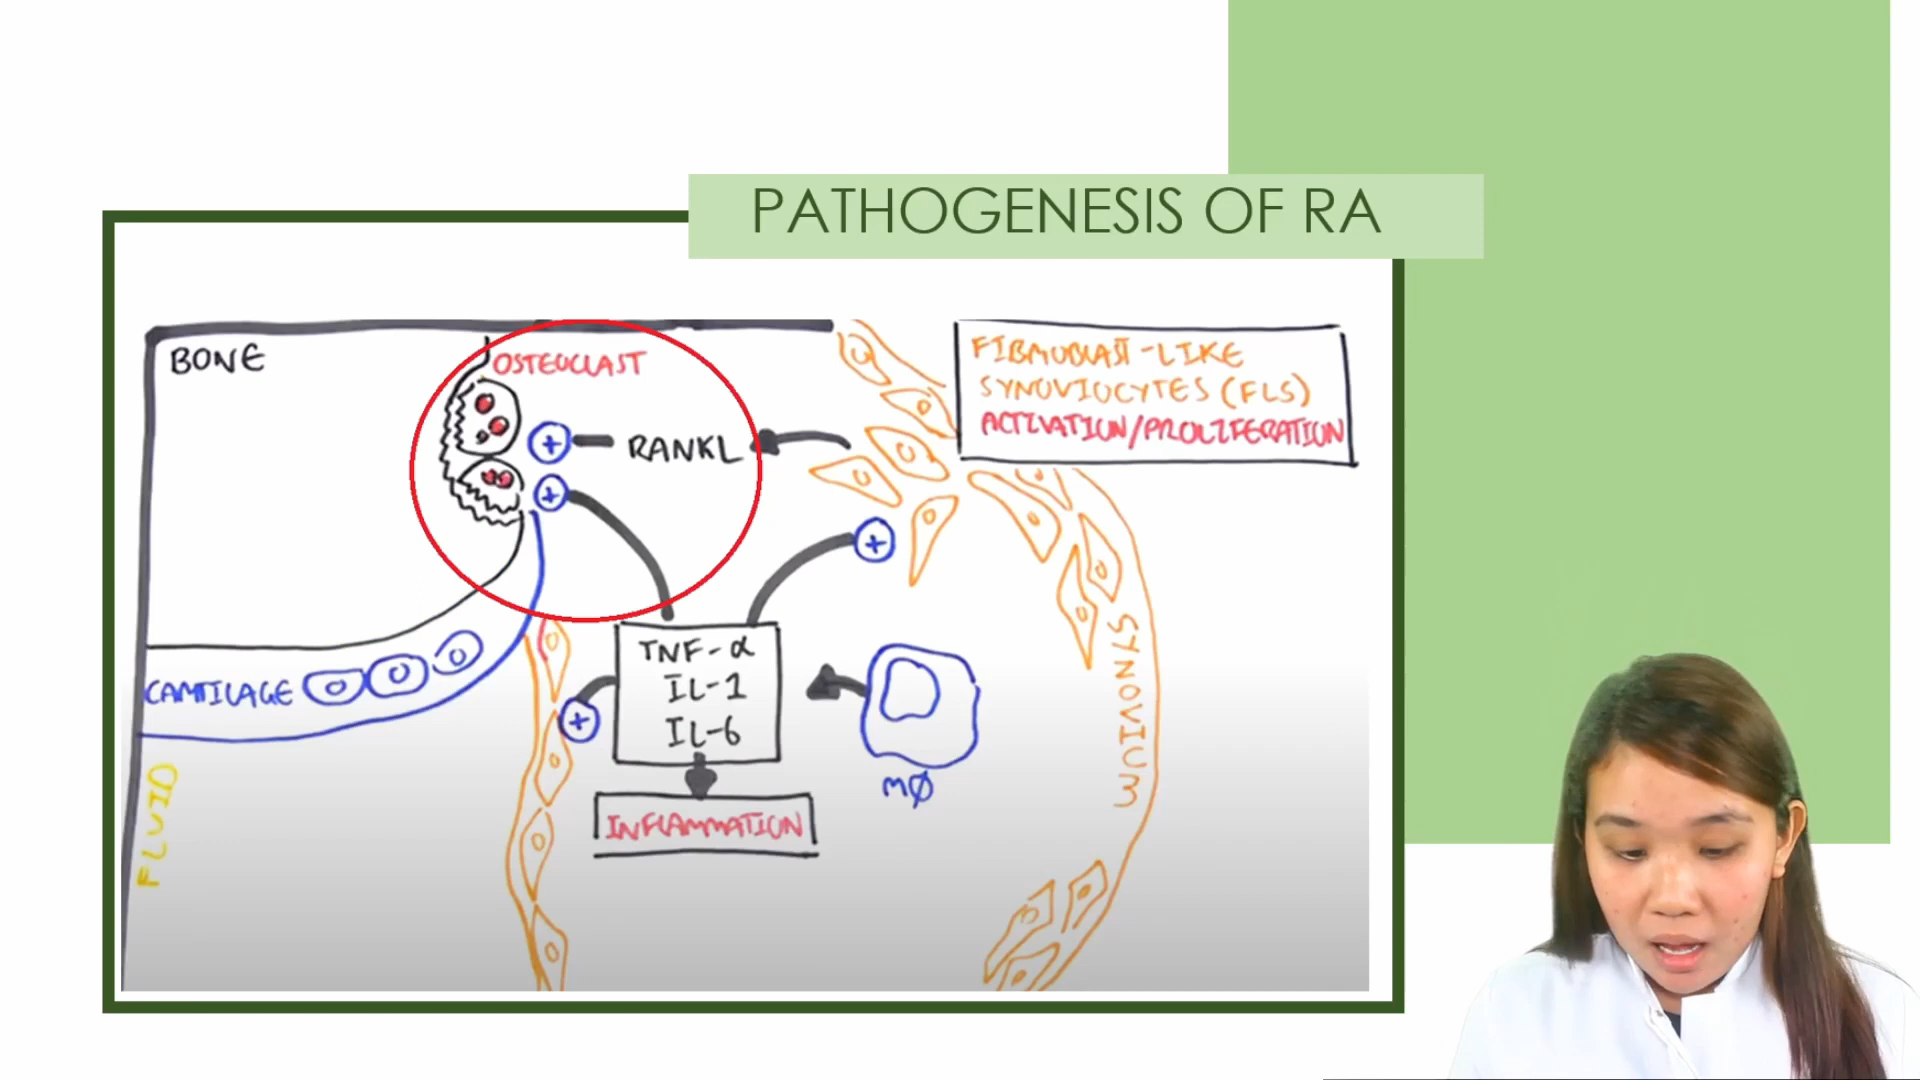 PATHOGENESIS OF RA
BONE
OSTEOCLAST
FIBROBLAST-LIKE
SYNOVIOCYTES (FLS)
ACTIVATION/PROLIFERATION
+
RANKL
+
+
SYNOVIUM
TNF-α
IL-1
IL-6
CARTILAGE
+
MØ
INFLAMMATION
FLUID